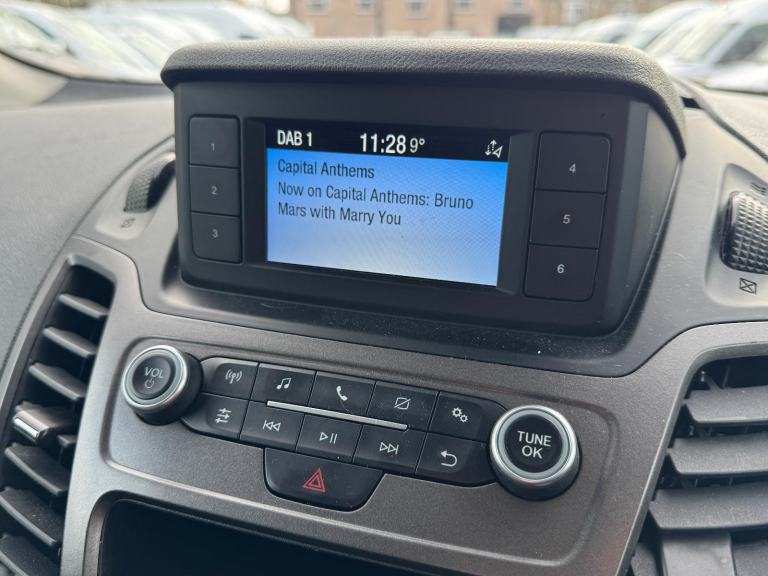 DAB 1 11:28 9°
Capital Anthems
Now on Capital Anthems: Bruno
Mars with Marry You
1
2
3
4
5
6
VOL
TUNE
OK